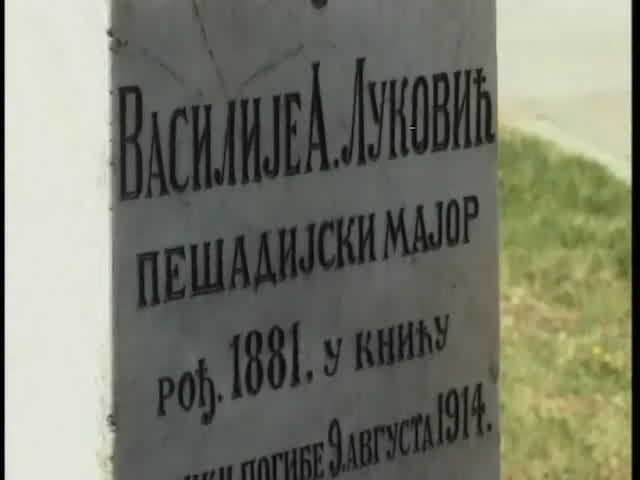 ВАСИЛИЈЕ А. ЛУКОВИЋ
ПЕШАДИЈСКИ МАЈОР
РОЂ. 1881. У КНИЋУ
ПОГИБЕ 9. АВГУСТА 1914.